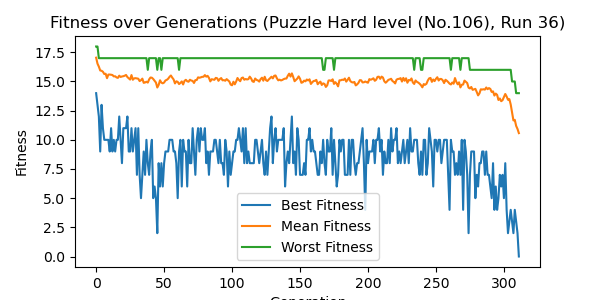 Fitness over Generations (Puzzle Hard level (No.106), Run 36)
Fitness
17.5
15.0
12.5
10.0
7.5
5.0
2.5
0.0
Best Fitness
Mean Fitness
Worst Fitness
0 50 100 150 200 250 300
Generation